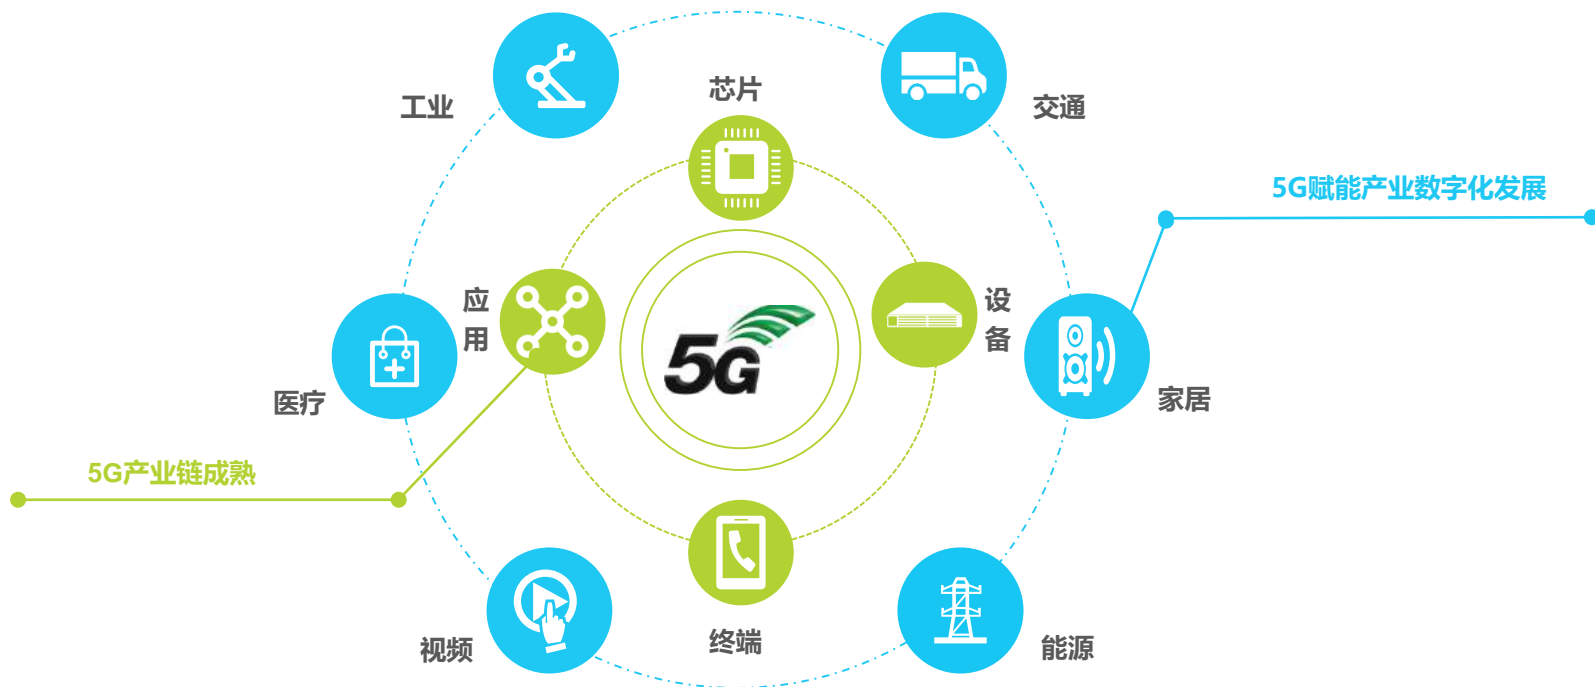 芯片
工业
交通
5G赋能产业数字化发展
应用
设备
5G
医疗
家居
5G产业链成熟
终端
视频
能源